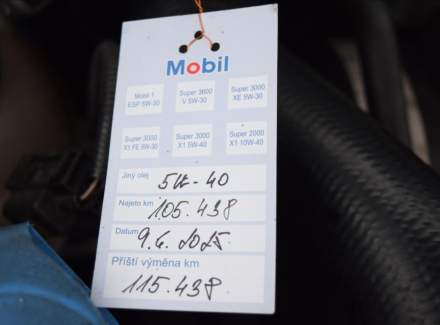 Mobil
Mobil 1
ESP 5W-30
Super 3000
V 5W-30
Super 3000
XE 5W-30
Super 3000
X1 FE 5W-30
Super 3000
X1 5W-40
Super 2000
X1 10W-40
Jiný olej 5W-40
Najeto km 105.438
Datum 9.6.2025
Příští výměna km
115.438